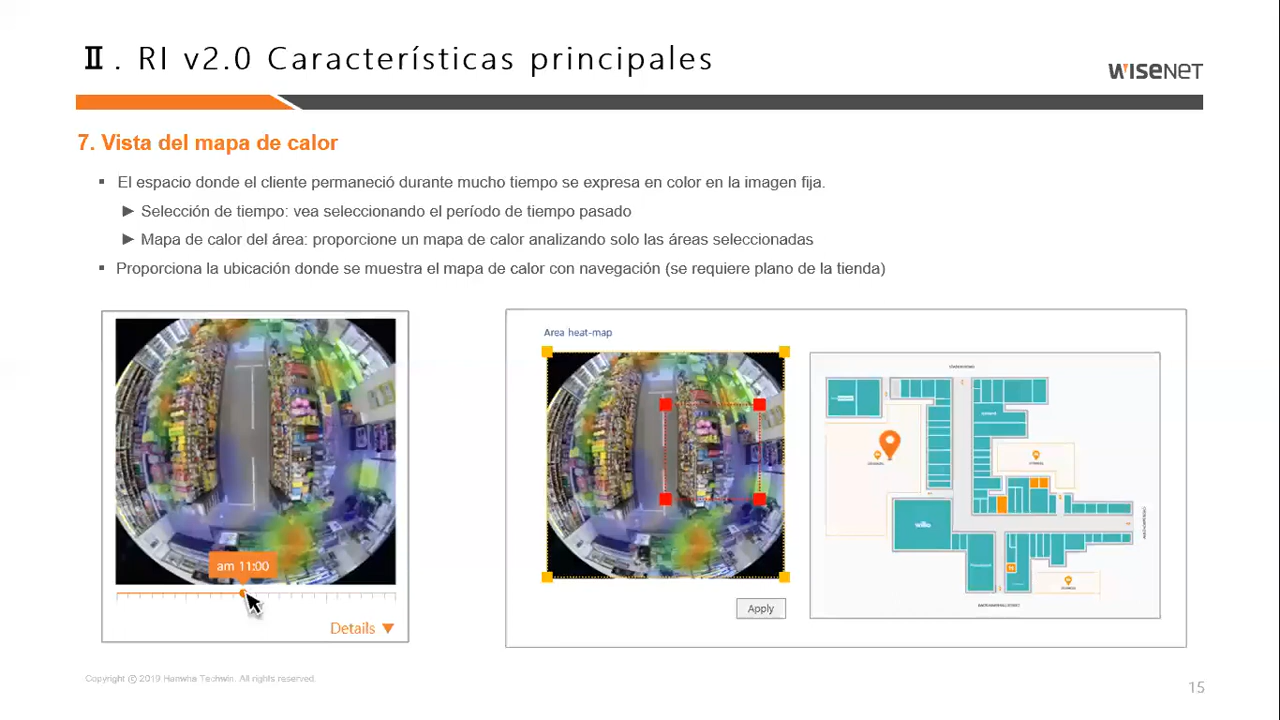 Ⅱ. RI v2.0 Características principales
WISENET
7. Vista del mapa de calor
▪ El espacio donde el cliente permaneció durante mucho tiempo se expresa en color en la imagen fija.
► Selección de tiempo: vea seleccionando el período de tiempo pasado
► Mapa de calor del área: proporcione un mapa de calor analizando solo las áreas seleccionadas
▪ Proporciona la ubicación donde se muestra el mapa de calor con navegación (se requiere plano de la tienda)
Area heat-map
am 11:00
Apply
Details ▼
Copyright ⓒ 2019 Hanwha Techwin. All rights reserved.
15